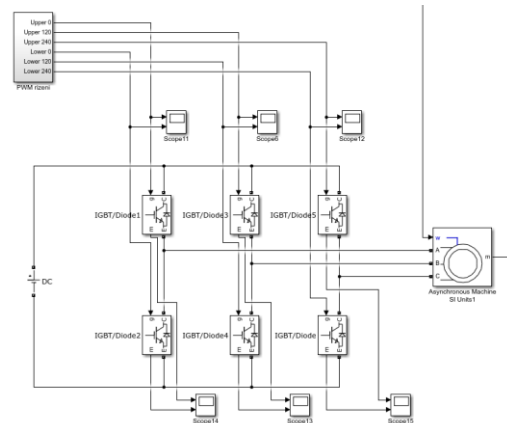 Upper 0
Upper 120
Upper 240
Lower 0
Lower 120
Lower 240
PWM rizeni
Scope11
Scope6
Scope12
g
C
m
E
IGBT/Diode1
g
C
m
E
IGBT/Diode3
g
C
m
E
IGBT/Diode5
w
A
B
C
m
Asynchronous Machine
SI Units1
+
DC
g
C
m
E
IGBT/Diode2
g
C
m
E
IGBT/Diode4
g
C
m
E
IGBT/Diode
Scope14
Scope13
Scope15